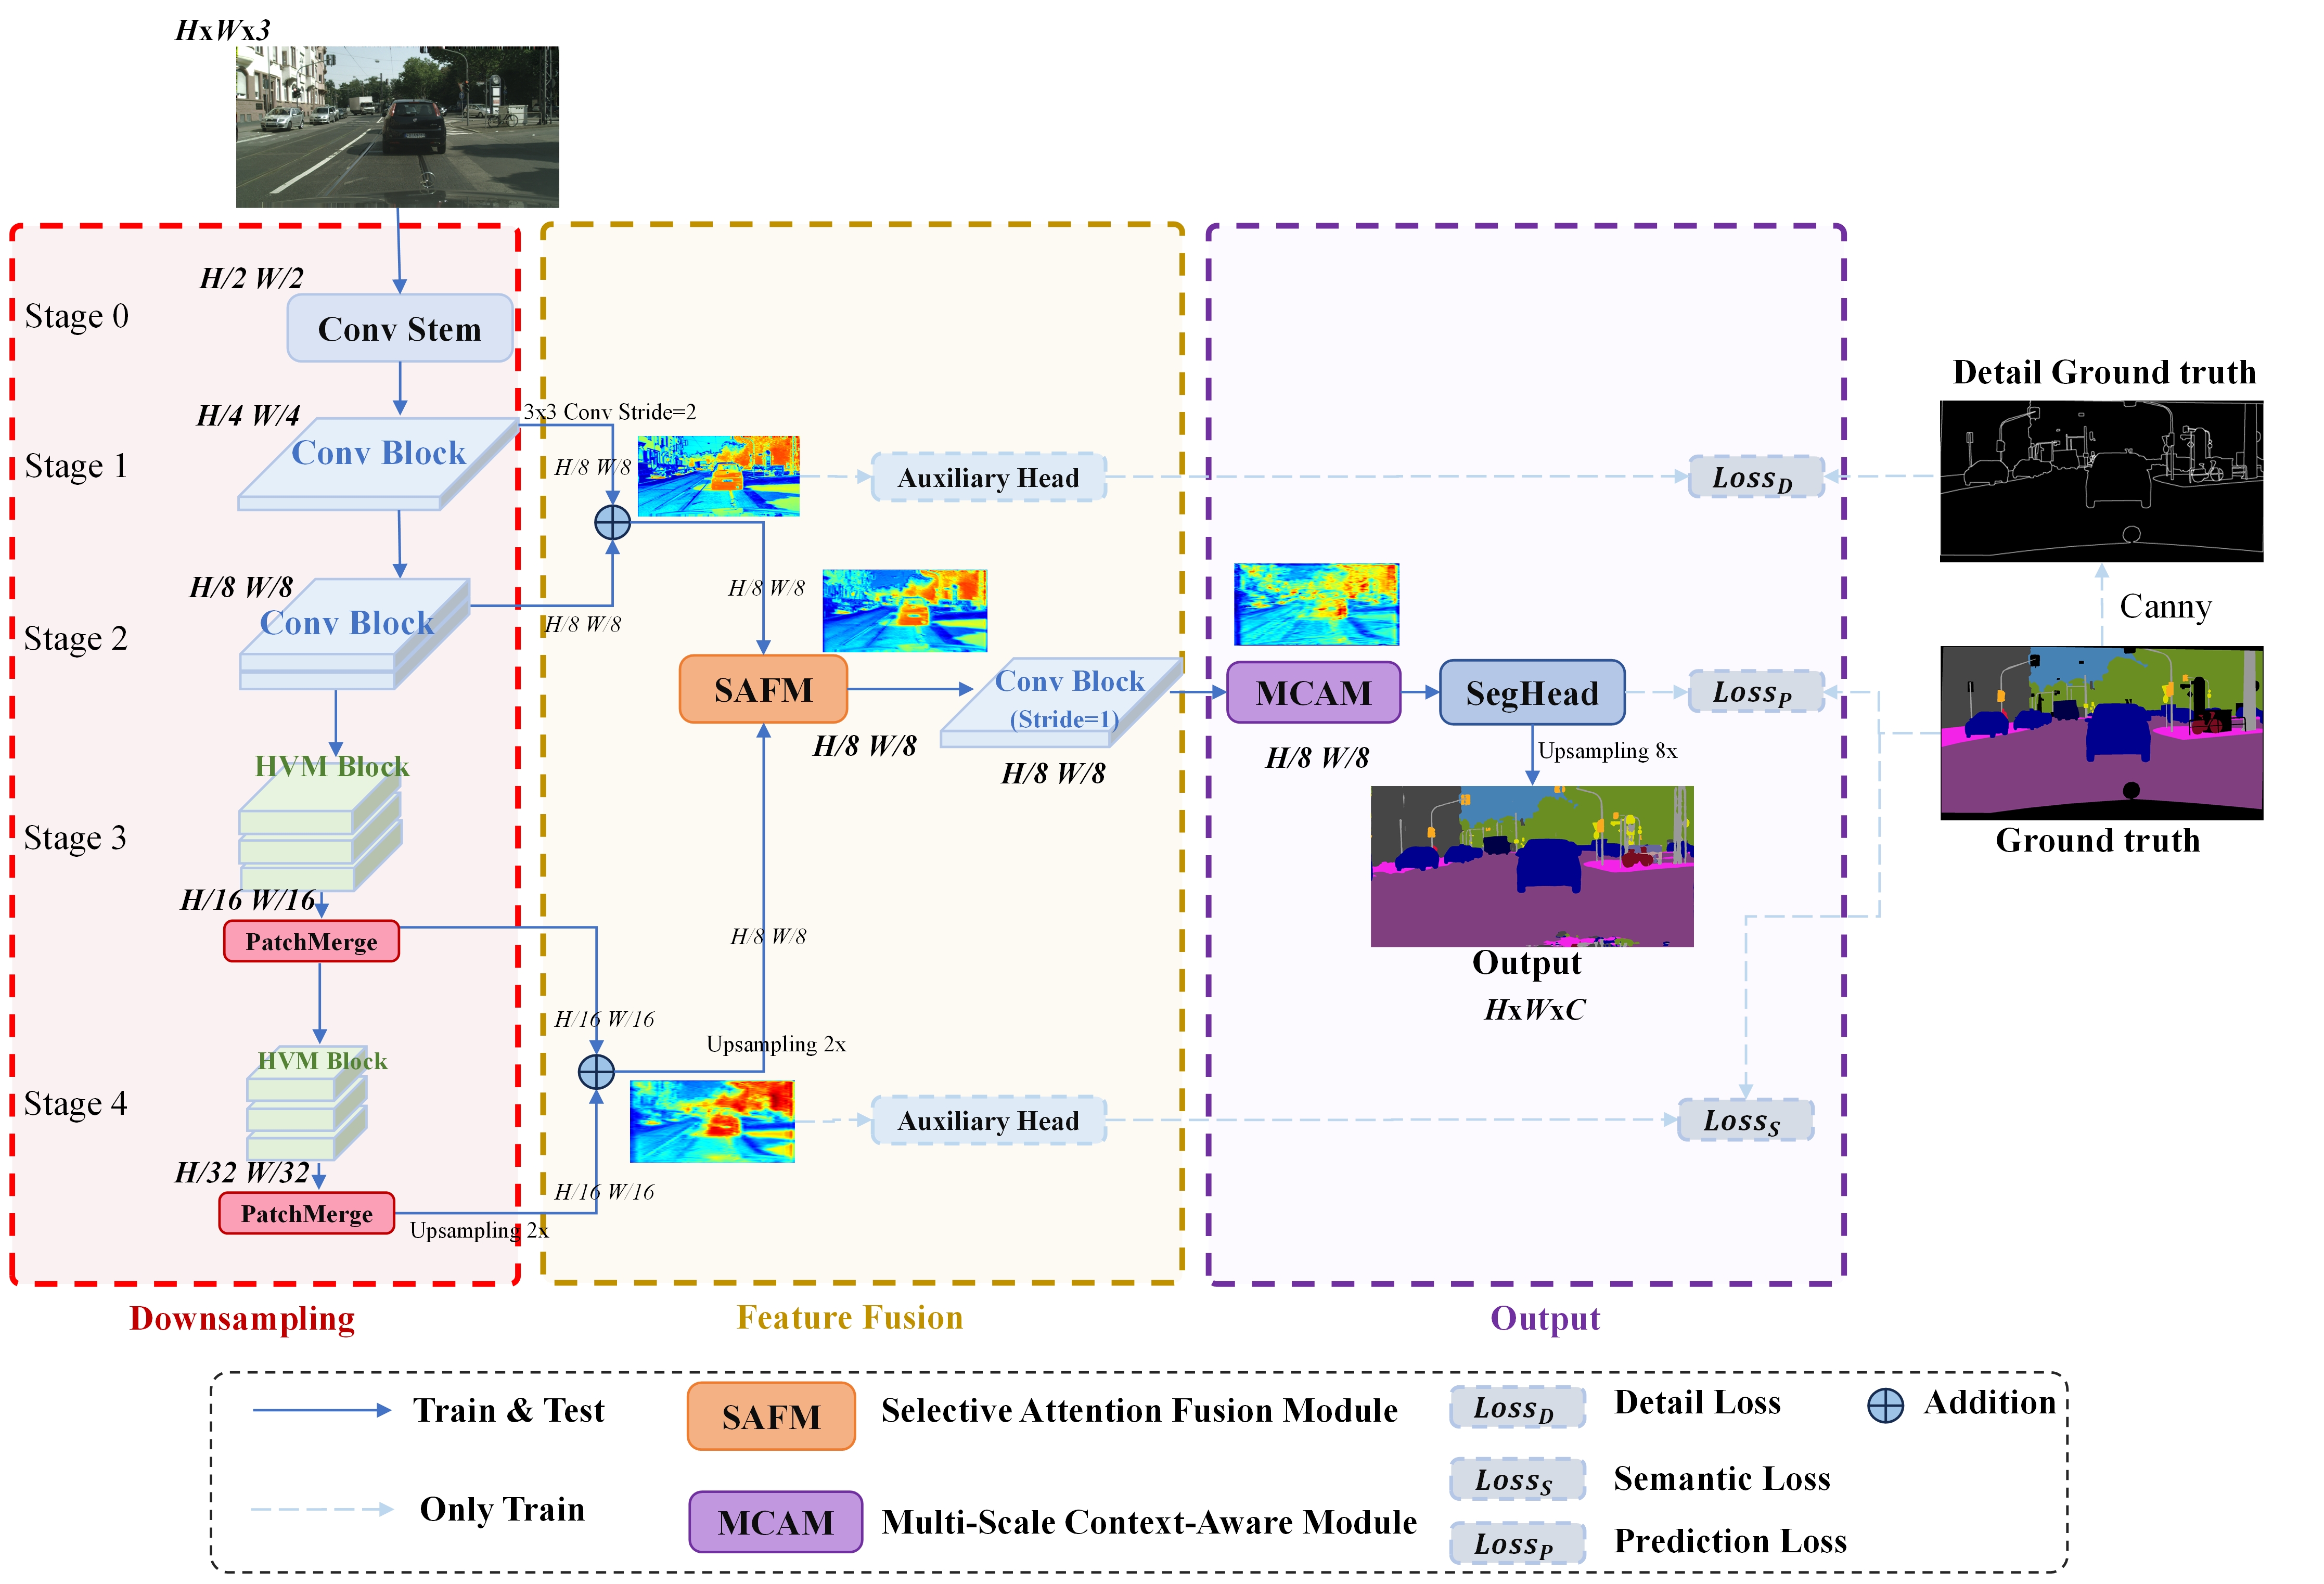 HxWx3
H/2 W/2
Stage 0
Conv Stem
H/4 W/4
3x3 Conv Stride=2
Stage 1
Conv Block
H/8 W/8
Auxiliary Head
Loss_D
Detail Ground truth
H/8 W/8
Stage 2
Conv Block
H/8 W/8
H/8 W/8
Canny
SAFM
H/8 W/8
Conv Block
(Stride=1)
H/8 W/8
MCAM
H/8 W/8
SegHead
Loss_P
Upsampling 8x
Ground truth
HVM Block
Stage 3
H/16 W/16
PatchMerge
H/8 W/8
Output
HxWxC
H/16 W/16
Upsampling 2x
HVM Block
Stage 4
Auxiliary Head
Loss_S
H/32 W/32
H/16 W/16
PatchMerge
Upsampling 2x
Downsampling
Feature Fusion
Output
Train & Test
SAFM
Selective Attention Fusion Module
Loss_D
Detail Loss
Addition
Loss_S
Semantic Loss
Only Train
MCAM
Multi-Scale Context-Aware Module
Loss_P
Prediction Loss